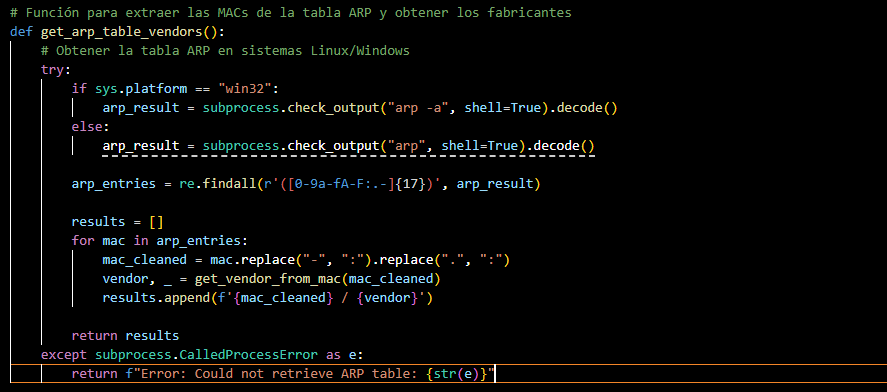 # Función para extraer las MACs de la tabla ARP y obtener los fabricantes
def get_arp_table_vendors():
    # Obtener la tabla ARP en sistemas Linux/Windows
    try:
        if sys.platform == "win32":
            arp_result = subprocess.check_output("arp -a", shell=True).decode()
        else:
            arp_result = subprocess.check_output("arp", shell=True).decode()

        arp_entries = re.findall(r'([0-9a-fA-F:.-]{17})', arp_result)

        results = []
        for mac in arp_entries:
            mac_cleaned = mac.replace("-", ":").replace(".", ":")
            vendor, _ = get_vendor_from_mac(mac_cleaned)
            results.append(f'{mac_cleaned} / {vendor}')

        return results
    except subprocess.CalledProcessError as e:
        return f"Error: Could not retrieve ARP table: {str(e)}"